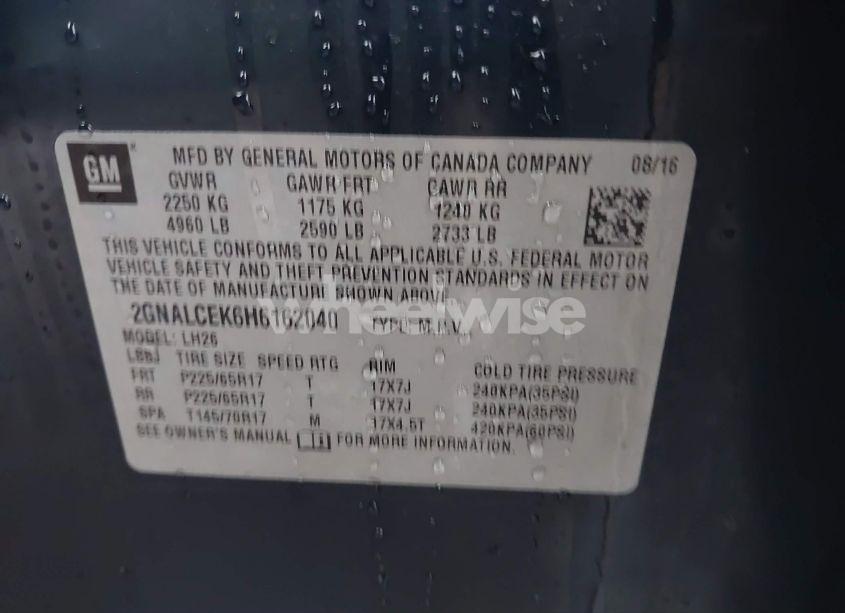 GM
MFD BY GENERAL MOTORS OF CANADA COMPANY 08/16
GVWR GAWR FRT GAWR RR
2250 KG 1175 KG 1240 KG
4960 LB 2590 LB 2733 LB
THIS VEHICLE CONFORMS TO ALL APPLICABLE U.S. FEDERAL MOTOR
VEHICLE SAFETY AND THEFT PREVENTION STANDARDS IN EFFECT ON
THE DATE OF MANUFACTURE SHOWN ABOVE
2GNALCEK6H6162040 TYPE: M.P.V.
wheelwise
MODEL: LH26
TIRE SIZE SPEED RTG RIM COLD TIRE PRESSURE
FRT P225/65R17 T 17X7J 240KPA(35PSI)
RR P225/65R17 T 17X7J 240KPA(35PSI)
SPA T145/70R17 M 17X4.5T 420KPA(60PSI)
SEE OWNER'S MANUAL FOR MORE INFORMATION.